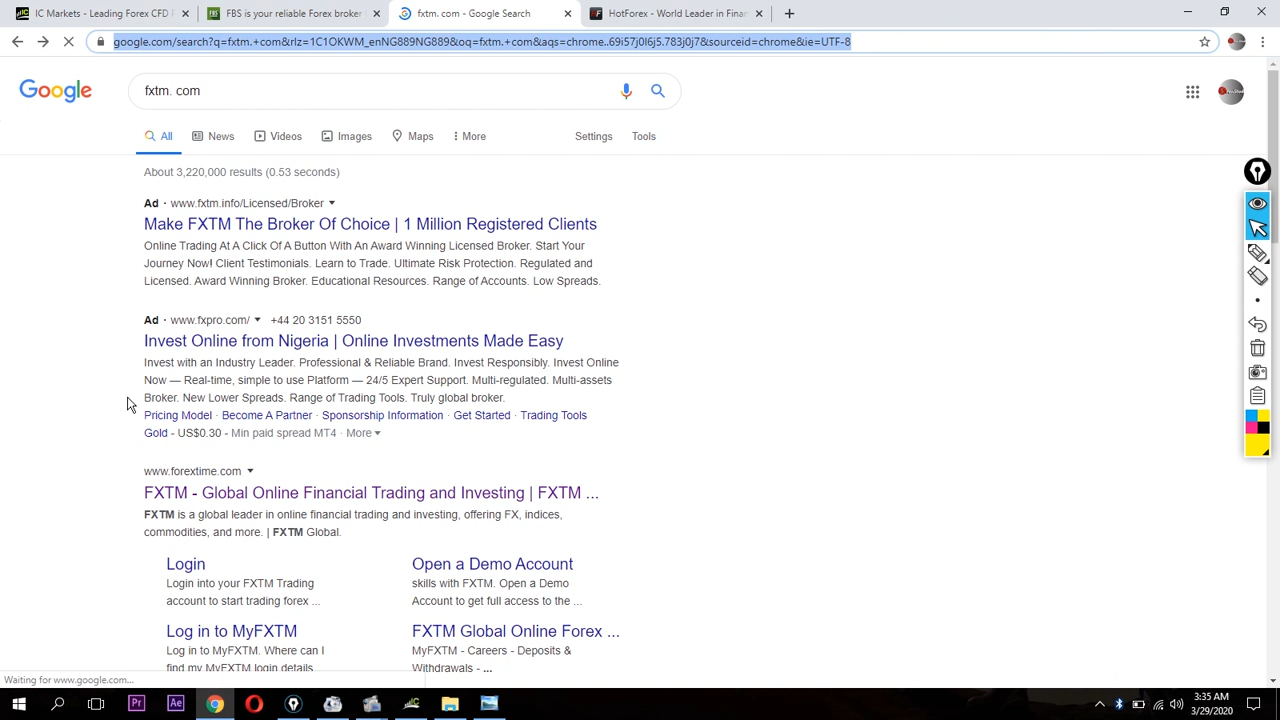 IC Markets - Leading Forex CFD F
FBS is your reliable Forex-broker
fxtm. com - Google Search
HotForex - World Leader in Finan
google.com/search?q=fxtm.+com&rlz=1C1OKWM_enNG889NG889&oq=fxtm.+com&aqs=chrome..69i57j0l6j5.783j0j7&sourceid=chrome&ie=UTF-8
Google
fxtm. com
All News Videos Images Maps More Settings Tools
About 3,220,000 results (0.53 seconds)
Ad · www.fxtm.info/Licensed/Broker
Make FXTM The Broker Of Choice | 1 Million Registered Clients
Online Trading At A Click Of A Button With An Award Winning Licensed Broker. Start Your
Journey Now! Client Testimonials. Learn to Trade. Ultimate Risk Protection. Regulated and
Licensed. Award Winning Broker. Educational Resources. Range of Accounts. Low Spreads.
Ad · www.fxpro.com/ +44 20 3151 5550
Invest Online from Nigeria | Online Investments Made Easy
Invest with an Industry Leader. Professional & Reliable Brand. Invest Responsibly. Invest Online
Now — Real-time, simple to use Platform — 24/5 Expert Support. Multi-regulated. Multi-assets
Broker. New Lower Spreads. Range of Trading Tools. Truly global broker.
Pricing Model · Become A Partner · Sponsorship Information · Get Started · Trading Tools
Gold - US$0.30 - Min paid spread MT4 · More
www.forextime.com
FXTM - Global Online Financial Trading and Investing | FXTM ...
FXTM is a global leader in online financial trading and investing, offering FX, indices,
commodities, and more. | FXTM Global.
Login
Login into your FXTM Trading
account to start trading forex ...
Open a Demo Account
skills with FXTM. Open a Demo
Account to get full access to the ...
Log in to MyFXTM
Log in to MyFXTM. Where can I
find my MyFXTM login details
FXTM Global Online Forex ...
MyFXTM - Careers - Deposits &
Withdrawals - ...
Waiting for www.google.com...
Pr
Ae
3:35 AM
3/29/2020